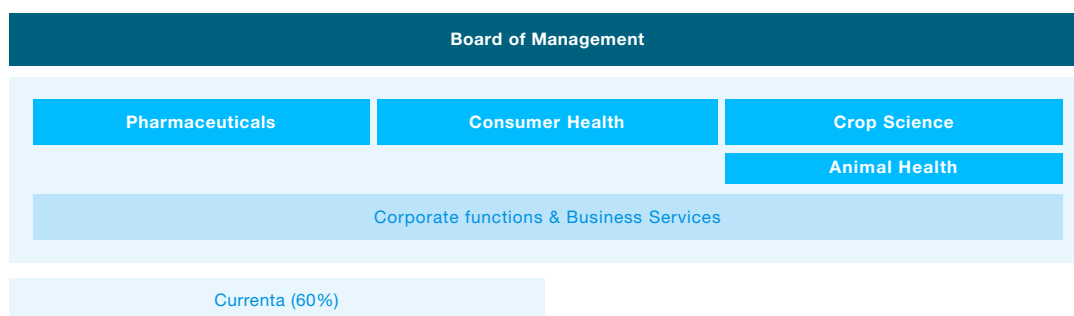 Board of Management
Pharmaceuticals
Consumer Health
Crop Science
Animal Health
Corporate functions & Business Services
Currenta (60%)